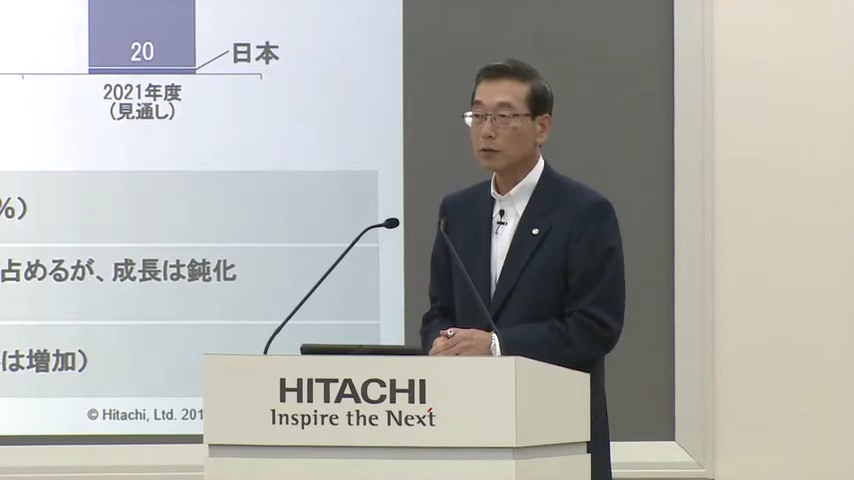 20
日本
2021年度
(見通し)
%)
占めるが、成長は鈍化
は増加)
© Hitachi, Ltd. 201
HITACHI
Inspire the Next